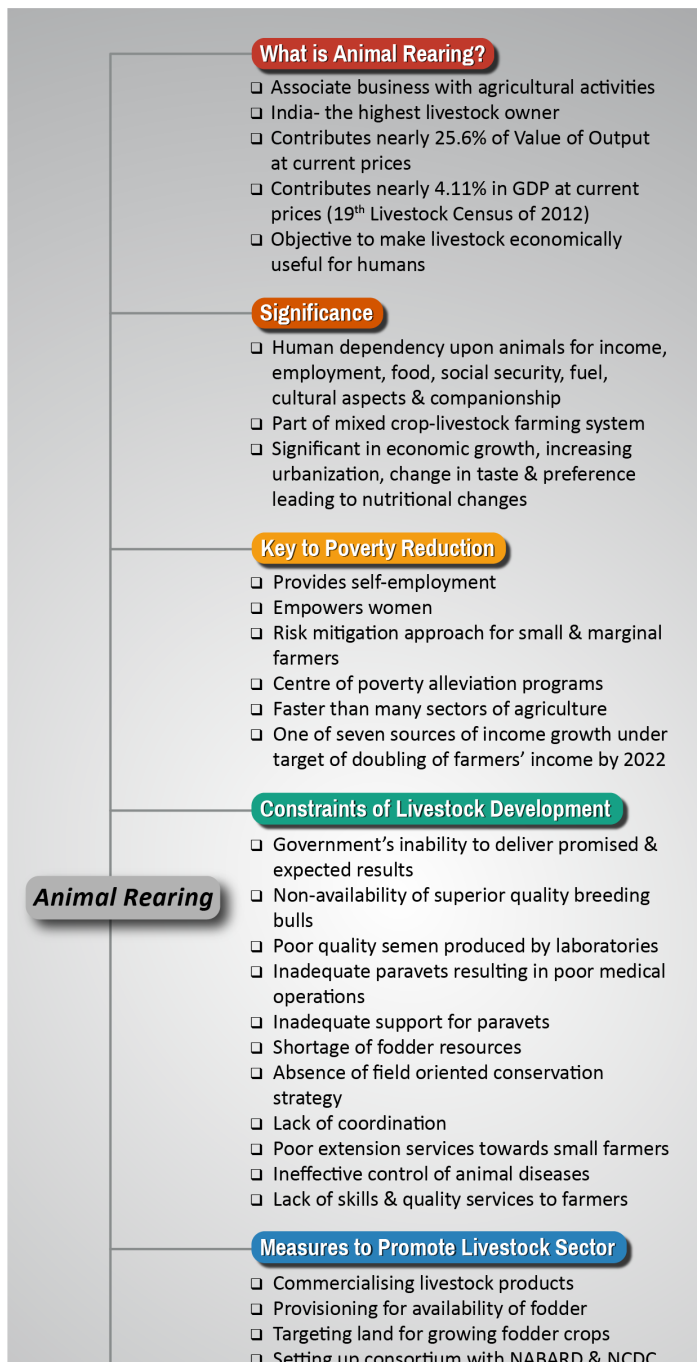 What is Animal Rearing?
❑ Associate business with agricultural activities
❑ India- the highest livestock owner
❑ Contributes nearly 25.6% of Value of Output
at current prices
❑ Contributes nearly 4.11% in GDP at current
prices (19th Livestock Census of 2012)
❑ Objective to make livestock economically
useful for humans
Significance
❑ Human dependency upon animals for income,
employment, food, social security, fuel,
cultural aspects & companionship
❑ Part of mixed crop-livestock farming system
❑ Significant in economic growth, increasing
urbanization, change in taste & preference
leading to nutritional changes
Key to Poverty Reduction
❑ Provides self-employment
❑ Empowers women
❑ Risk mitigation approach for small & marginal
farmers
❑ Centre of poverty alleviation programs
❑ Faster than many sectors of agriculture
❑ One of seven sources of income growth under
target of doubling of farmers’ income by 2022
Constraints of Livestock Development
❑ Government’s inability to deliver promised &
expected results
Animal Rearing
❑ Non-availability of superior quality breeding
bulls
❑ Poor quality semen produced by laboratories
❑ Inadequate paravets resulting in poor medical
operations
❑ Inadequate support for paravets
❑ Shortage of fodder resources
❑ Absence of field oriented conservation
strategy
❑ Lack of coordination
❑ Poor extension services towards small farmers
❑ Ineffective control of animal diseases
❑ Lack of skills & quality services to farmers
Measures to Promote Livestock Sector
❑ Commercialising livestock products
❑ Provisioning for availability of fodder
❑ Targeting land for growing fodder crops
❑ Setting up consortium with NABARD & NCDC